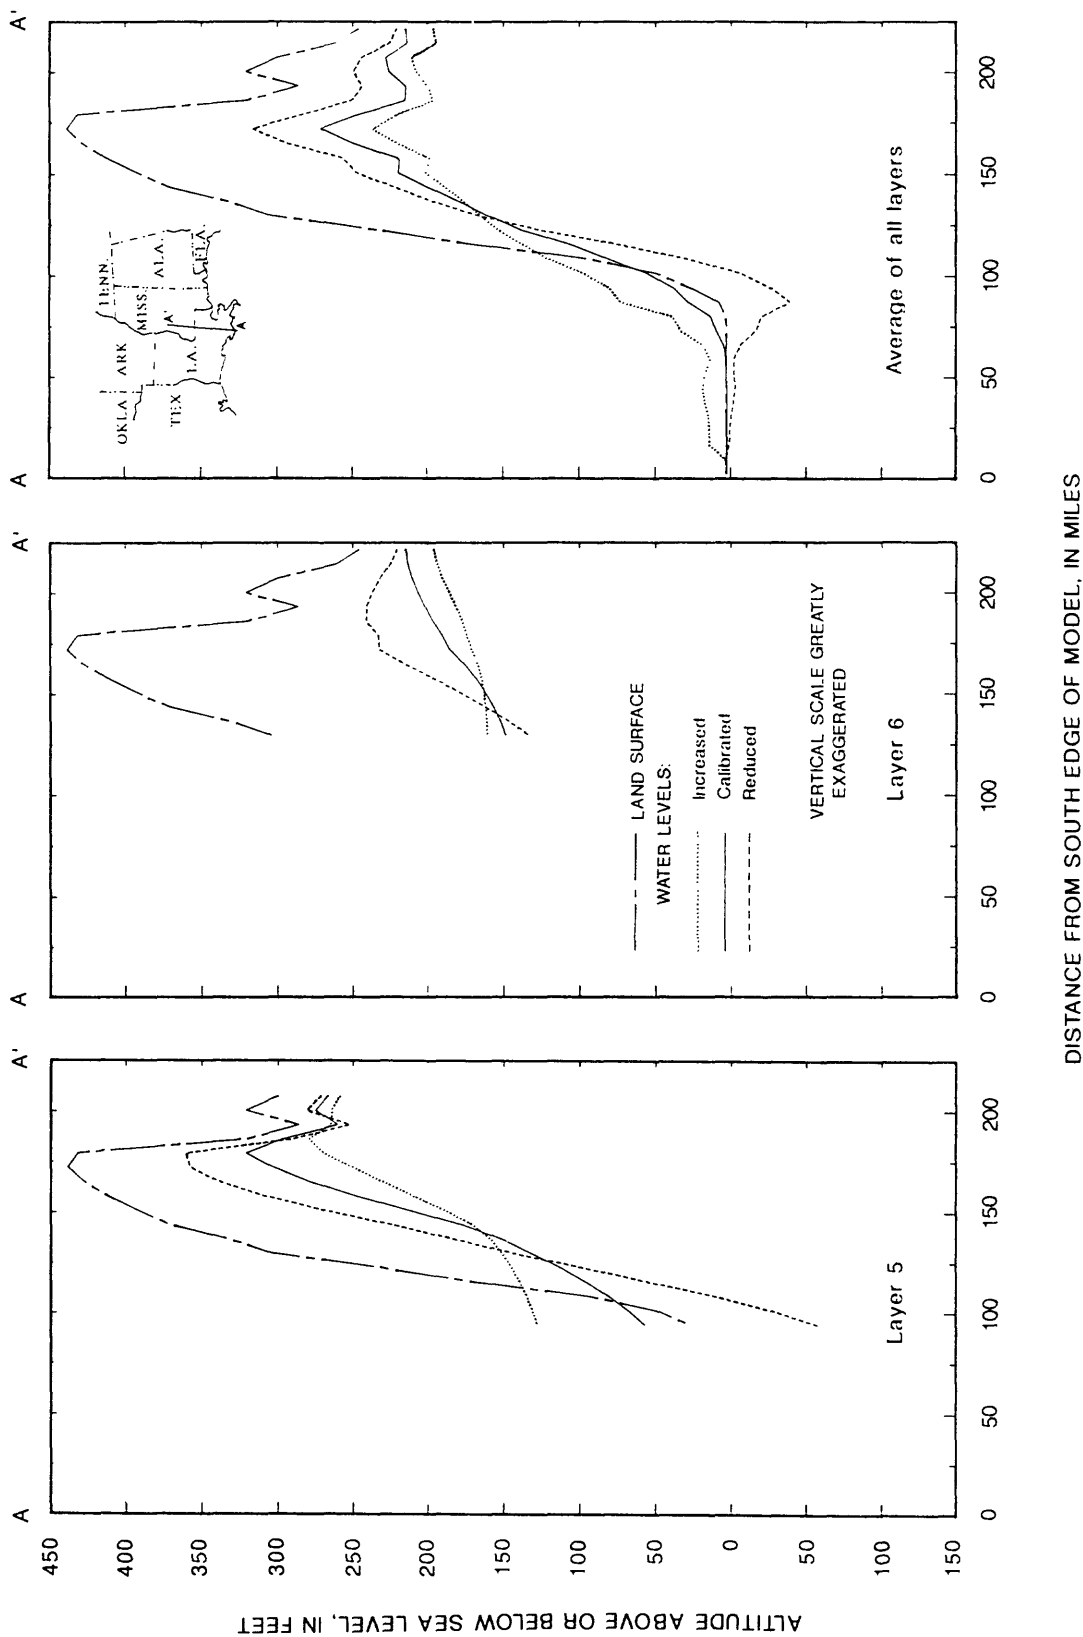 ALTITUDE ABOVE OR BELOW SEA LEVEL, IN FEET
A A'
450
400
350
300
250
200
150
100
50
0
50
100
150
0 50 100 150 200
Layer 5
A A'
LAND SURFACE
WATER LEVELS:
Increased
Calibrated
Reduced
VERTICAL SCALE GREATLY
EXAGGERATED
Layer 6
0 50 100 150 200
A A'
OKLA ARK TENN.
MISS. ALA.
TEX LA. FLA
A'
A
Average of all layers
0 50 100 150 200
DISTANCE FROM SOUTH EDGE OF MODEL, IN MILES